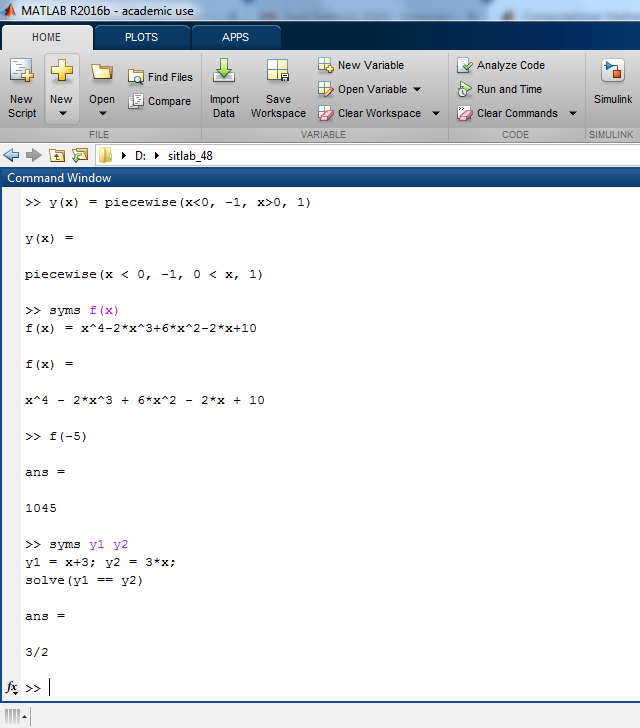 MATLAB R2016b - academic use
HOME PLOTS APPS
New Script
New
Open
Find Files
Compare
Import Data
Save Workspace
New Variable
Open Variable
Clear Workspace
Analyze Code
Run and Time
Clear Commands
Simulink
FILE VARIABLE CODE SIMULINK
D: sitlab_48
Command Window
>> y(x) = piecewise(x<0, -1, x>0, 1)
y(x) =
piecewise(x < 0, -1, 0 < x, 1)
>> syms f(x)
f(x) = x^4-2*x^3+6*x^2-2*x+10
f(x) =
x^4 - 2*x^3 + 6*x^2 - 2*x + 10
>> f(-5)
ans =
1045
>> syms y1 y2
y1 = x+3; y2 = 3*x;
solve(y1 == y2)
ans =
3/2
fx >>